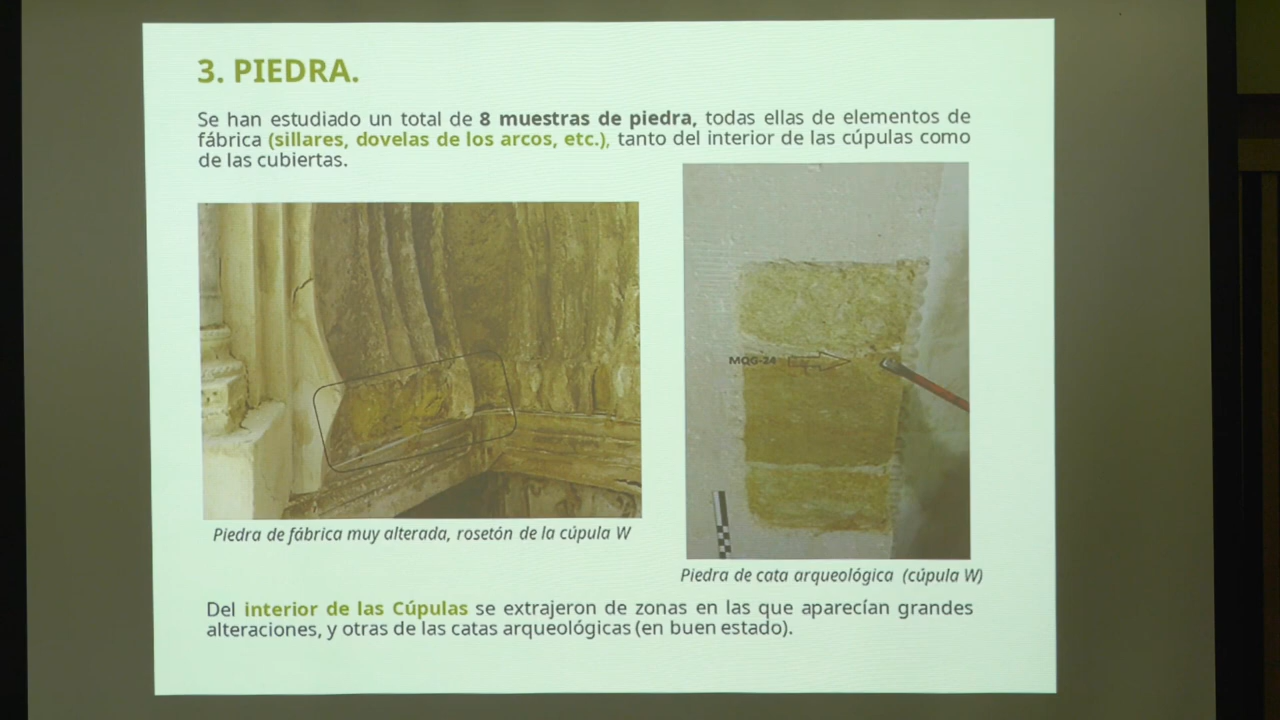 3. PIEDRA.
Se han estudiado un total de 8 muestras de piedra, todas ellas de elementos de
fábrica (sillares, dovelas de los arcos, etc.), tanto del interior de las cúpulas como
de las cubiertas.
MQG-24
Piedra de fábrica muy alterada, rosetón de la cúpula W
Piedra de cata arqueológica (cúpula W)
Del interior de las Cúpulas se extrajeron de zonas en las que aparecían grandes
alteraciones, y otras de las catas arqueológicas (en buen estado).